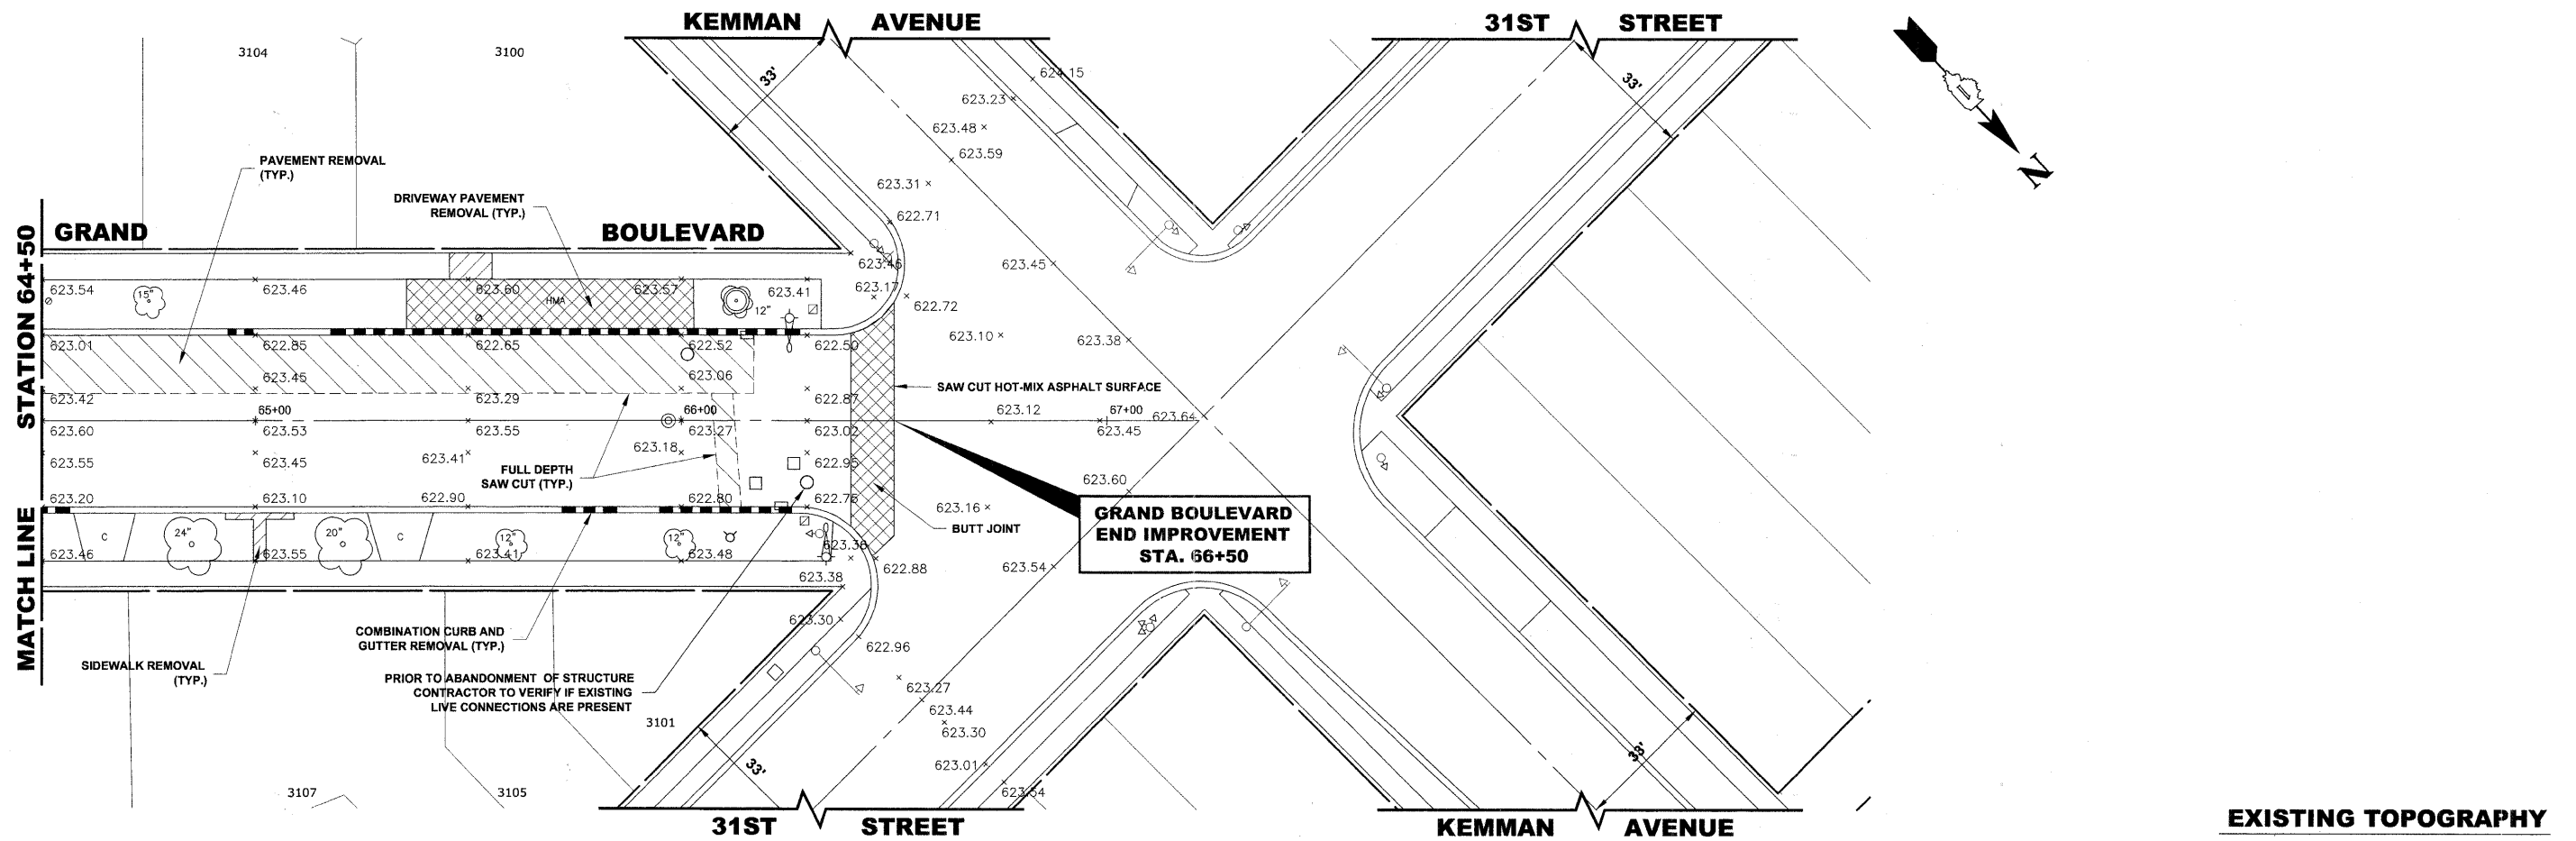 KEMMAN AVENUE
31ST STREET
3104
3100
33'
33'
624.15
623.23
623.48
623.59
623.31
622.71
N
PAVEMENT REMOVAL
(TYP.)
DRIVEWAY PAVEMENT
REMOVAL (TYP.)
GRAND BOULEVARD
MATCH LINE STATION 64+50
623.46
623.45
623.54
15"
623.46
623.60
HMA
623.57
12"
623.41
623.17
622.72
623.10
623.38
623.01
622.85
622.65
622.52
622.50
623.45
623.06
SAW CUT HOT-MIX ASPHALT SURFACE
623.42
623.29
622.87
65+00
66+00
623.12
67+00
623.64
623.60
623.53
623.55
623.27
623.02
623.45
623.18
623.55
623.45
623.41
622.95
FULL DEPTH
SAW CUT (TYP.)
623.60
623.20
623.10
622.90
622.80
622.76
623.16
GRAND BOULEVARD
END IMPROVEMENT
STA. 66+50
BUTT JOINT
C
24"
20"
C
12"
12"
623.46
623.55
623.41
623.48
623.38
622.88
623.54
623.38
623.30
COMBINATION CURB AND
GUTTER REMOVAL (TYP.)
622.96
SIDEWALK REMOVAL
(TYP.)
PRIOR TO ABANDONMENT OF STRUCTURE
CONTRACTOR TO VERIFY IF EXISTING
LIVE CONNECTIONS ARE PRESENT
623.27
623.44
623.30
3101
33'
33'
623.01
623.54
3107
3105
31ST STREET
KEMMAN AVENUE
EXISTING TOPOGRAPHY